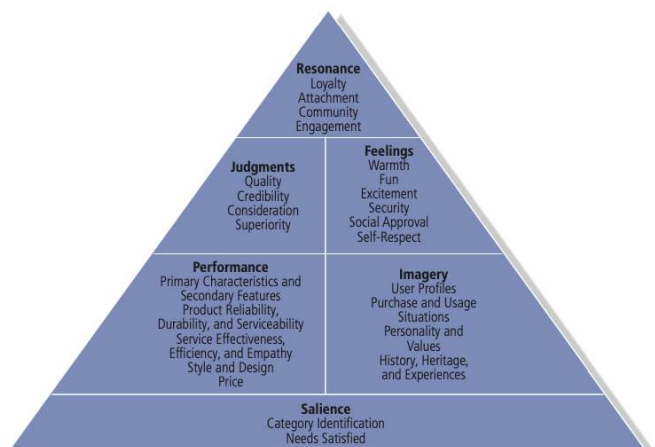 Resonance
Loyalty
Attachment
Community
Engagement
Judgments
Quality
Credibility
Consideration
Superiority
Feelings
Warmth
Fun
Excitement
Security
Social Approval
Self-Respect
Performance
Primary Characteristics and
Secondary Features
Product Reliability,
Durability, and Serviceability
Service Effectiveness,
Efficiency, and Empathy
Style and Design
Price
Imagery
User Profiles
Purchase and Usage
Situations
Personality and
Values
History, Heritage,
and Experiences
Salience
Category Identification
Needs Satisfied